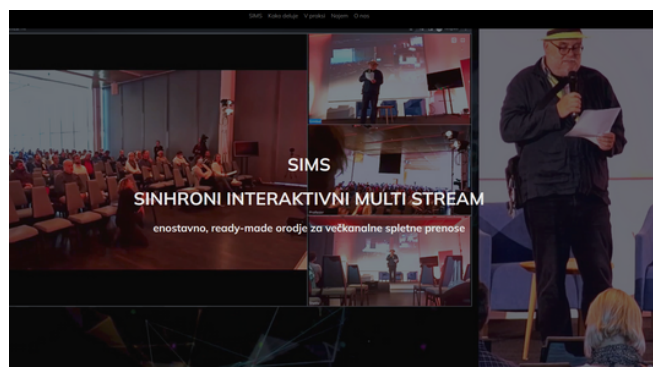 SIMS Kako deluje V praksi Najem O nas
SIMS
SINHRONI INTERAKTIVNI MULTI STREAM
enostavno, ready-made orodje za večkanalne spletne prenose